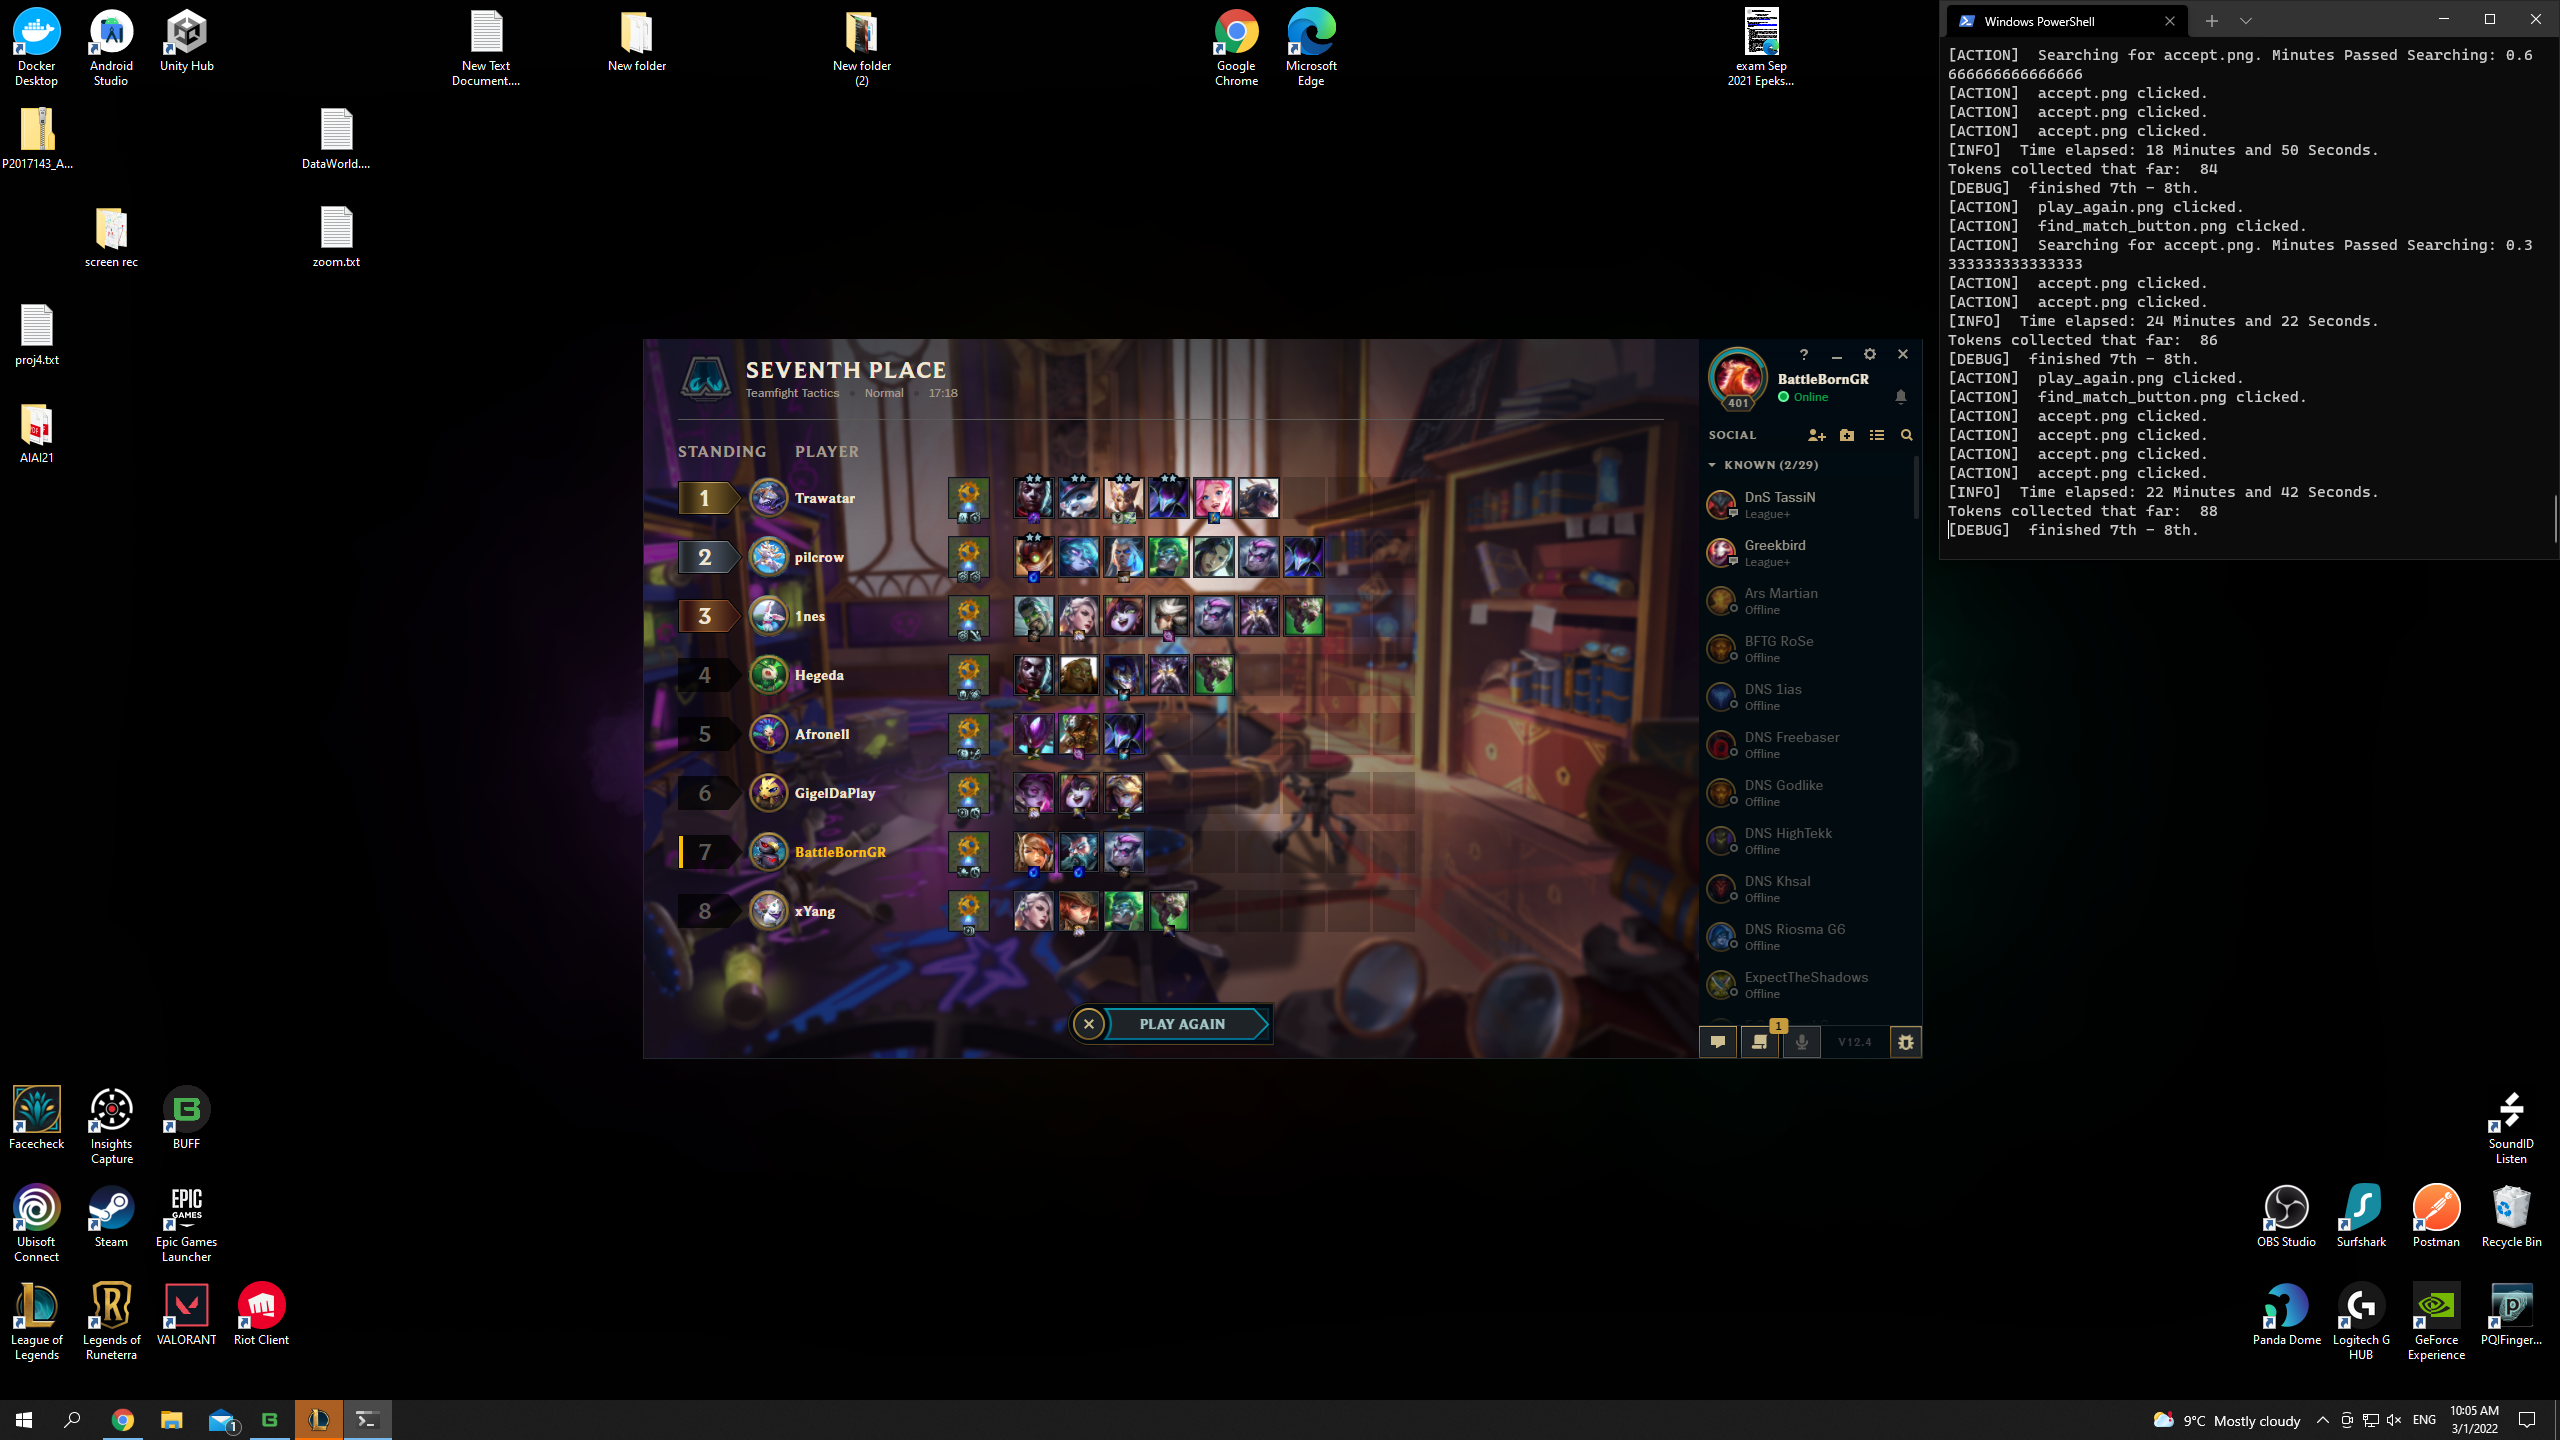 Docker
Desktop
Android
Studio
Unity Hub
New Text
Document....
New folder
New folder
(2)
Google
Chrome
Microsoft
Edge
exam Sep
2021 Epeks...
P2017143_A...
DataWorld....
screen rec
zoom.txt
proj4.txt
AIAI21
Windows PowerShell
[ACTION]  Searching for accept.png. Minutes Passed Searching: 0.6
666666666666666
[ACTION]  accept.png clicked.
[ACTION]  accept.png clicked.
[ACTION]  accept.png clicked.
[INFO]  Time elapsed: 18 Minutes and 50 Seconds.
Tokens collected that far:  84
[DEBUG]  finished 7th - 8th.
[ACTION]  play_again.png clicked.
[ACTION]  find_match_button.png clicked.
[ACTION]  Searching for accept.png. Minutes Passed Searching: 0.3
333333333333333
[ACTION]  accept.png clicked.
[ACTION]  accept.png clicked.
[INFO]  Time elapsed: 24 Minutes and 22 Seconds.
Tokens collected that far:  86
[DEBUG]  finished 7th - 8th.
[ACTION]  play_again.png clicked.
[ACTION]  find_match_button.png clicked.
[ACTION]  accept.png clicked.
[ACTION]  accept.png clicked.
[ACTION]  accept.png clicked.
[ACTION]  accept.png clicked.
[INFO]  Time elapsed: 22 Minutes and 42 Seconds.
Tokens collected that far:  88
[DEBUG]  finished 7th - 8th.
SEVENTH PLACE
Teamfight Tactics • Normal • 17:18
STANDING PLAYER
1 Trawatar
2 pilcrow
3 1nes
4 Hegeda
5 Afronell
6 GigelDaPlay
7 BattleBornGR
8 xYang
PLAY AGAIN
?
401
BattleBornGR
Online
SOCIAL
KNOWN (2/29)
DnS TassiN
League+
Greekbird
League+
Ars Martian
Offline
BFTG RoSe
Offline
DNS 1ias
Offline
DNS Freebaser
Offline
DNS Godlike
Offline
DNS HighTekk
Offline
DNS Khsal
Offline
DNS Riosma G6
Offline
ExpectTheShadows
Offline
1
V12.4
Facecheck
Insights
Capture
BUFF
Ubisoft
Connect
Steam
EPIC
GAMES
Epic Games
Launcher
League of
Legends
Legends of
Runeterra
VALORANT
Riot Client
SoundID
Listen
OBS Studio
Surfshark
Postman
Recycle Bin
Panda Dome
Logitech G
HUB
GeForce
Experience
PQIFinger...
1
9°C Mostly cloudy
ENG
10:05 AM
3/1/2022